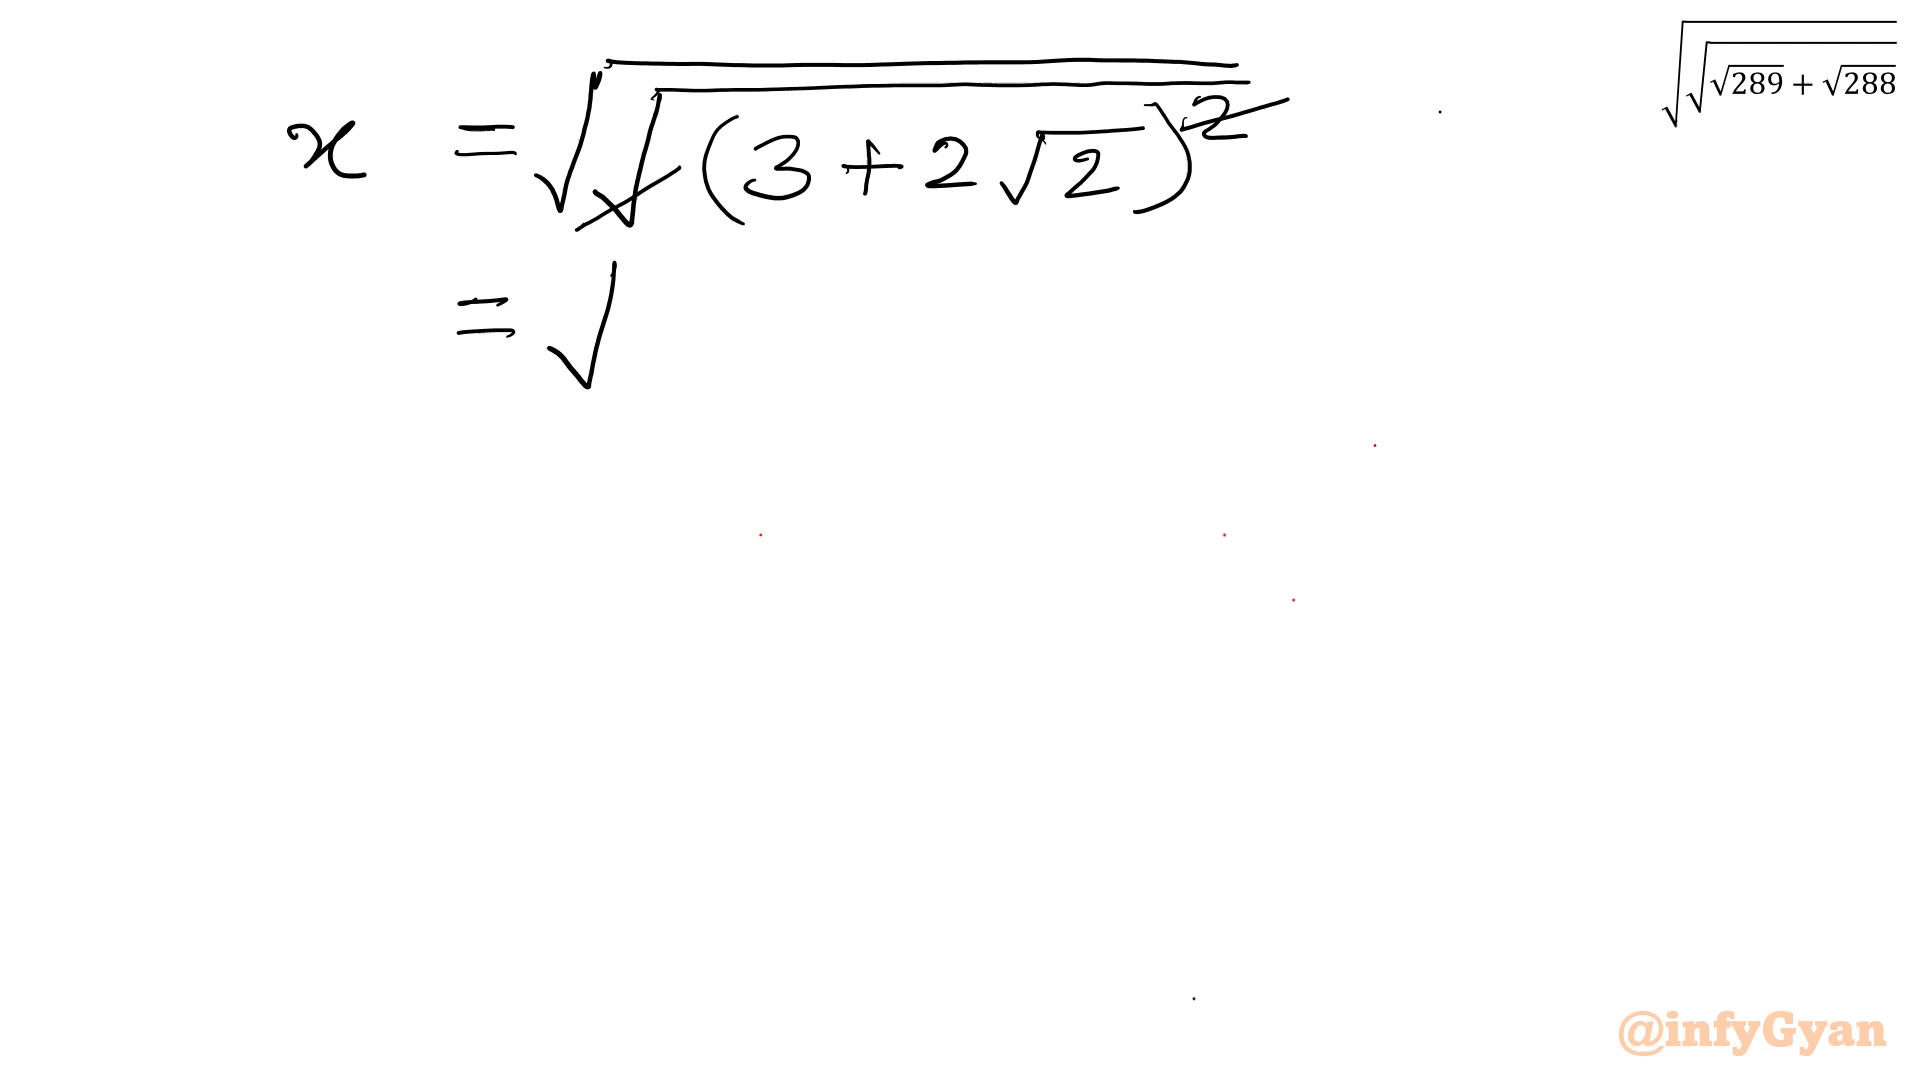 √√(√289 + √288)
x = √√(3 + 2√2)²
= √
@infyGyan